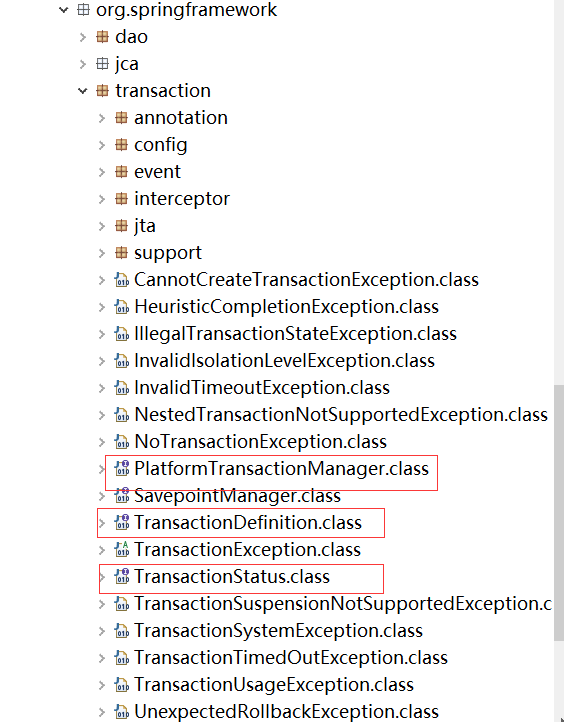 org.springframework
dao
jca
transaction
annotation
config
event
interceptor
jta
support
CannotCreateTransactionException.class
HeuristicCompletionException.class
IllegalTransactionStateException.class
InvalidIsolationLevelException.class
InvalidTimeoutException.class
NestedTransactionNotSupportedException.class
NoTransactionException.class
PlatformTransactionManager.class
SavepointManager.class
TransactionDefinition.class
TransactionException.class
TransactionStatus.class
TransactionSuspensionNotSupportedException.c
TransactionSystemException.class
TransactionTimedOutException.class
TransactionUsageException.class
UnexpectedRollbackException.class